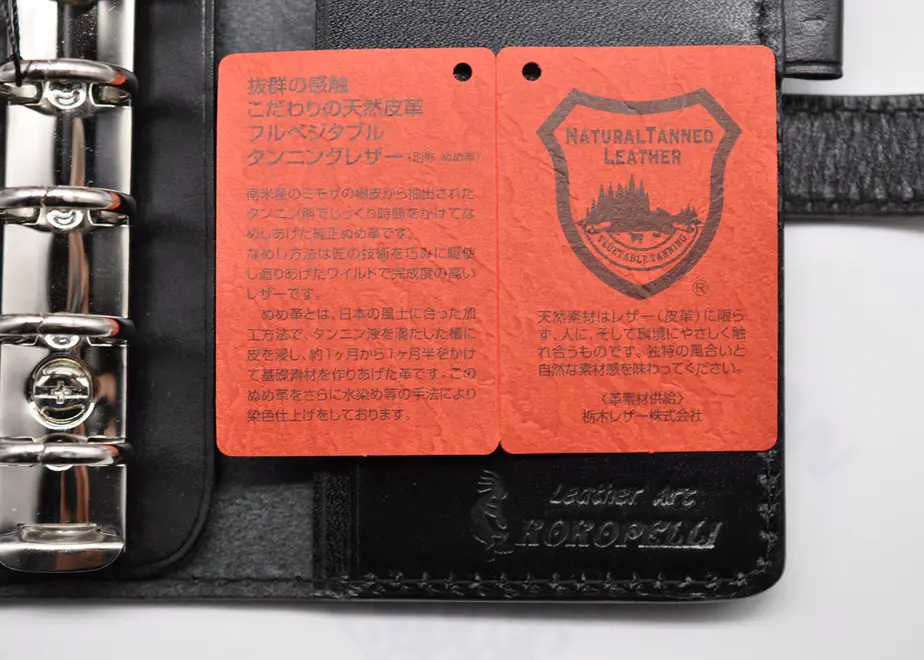 抜群の感触
こだわりの天然皮革
フルベジタブル
タンニングレザー（別称 ぬめ革）
南米産のミモザの樹皮から抽出された
タンニン剤でじっくり時間をかけてな
めしあげた純正ぬめ革です。
なめし方法は匠の技術を巧みに駆使
し造りあげたワイルドで完成度の高い
レザーです。
ぬめ革とは、日本の風土に合った加
工方法で、タンニン液を満たした槽に
皮を浸し、約1ヶ月から1ヶ月半をかけ
て基礎素材を作りあげた革です。この
ぬめ革をさらに水染め等の手法により
染色仕上げをしております。
NATURAL TANNED
LEATHER
VEGETABLE TANNING
®
天然素材はレザー（皮革）に限ら
ず、人に、そして環境にやさしく触
れ合うものです。独特の風合いと
自然な素材感を味わってください。
〈革素材供給〉
栃木レザー株式会社
Leather Art
KOKOPELLI